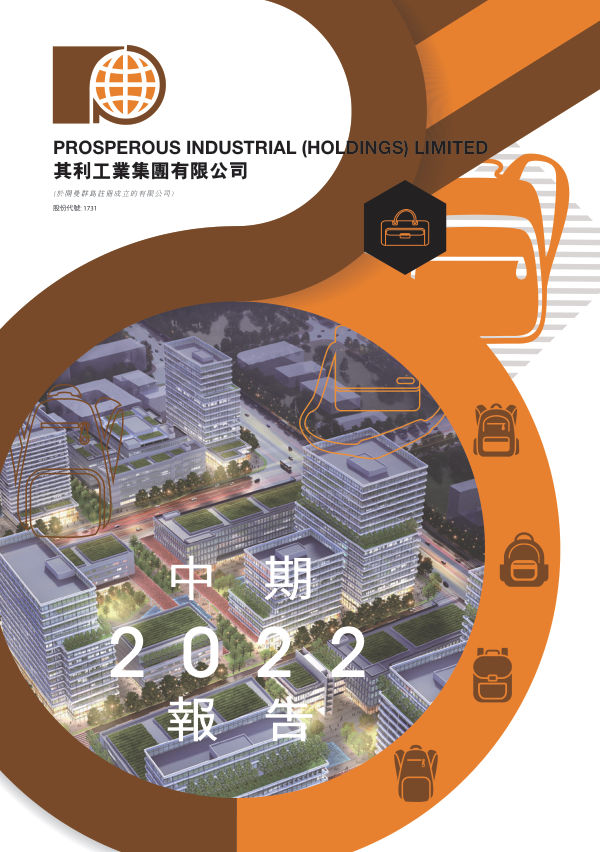 PROSPEROUS INDUSTRIAL (HOLDINGS) LIMITED
其利工業集團有限公司
(於開曼群島註冊成立的有限公司)
股份代號: 1731
中 期
2022
報 告